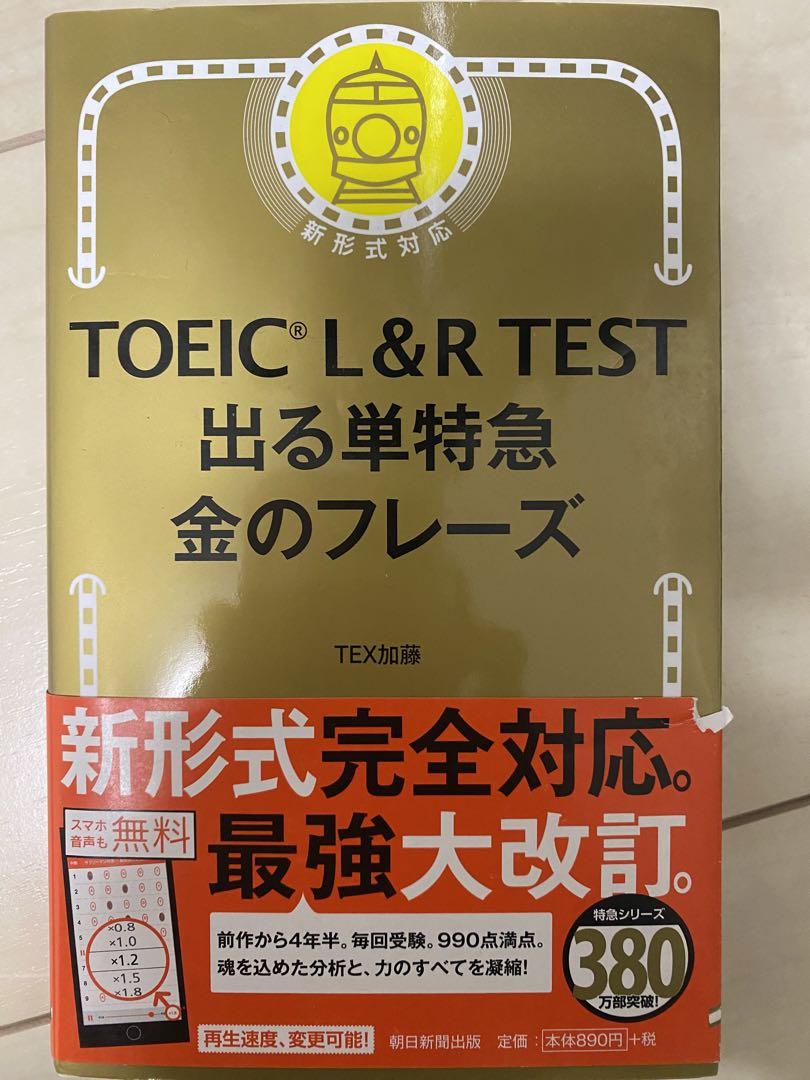 新形式対応
TOEIC® L&R TEST
出る単特急
金のフレーズ
TEX加藤
新形式完全対応。
スマホ
音声も
無料
最強大改訂。
1
2
3
4
5
9
×0.8
×1.0
×1.2
×1.5
×1.8
前作から4年半。毎回受験。990点満点。
魂を込めた分析と、力のすべてを凝縮!
特急シリーズ
380
万部突破!
再生速度、変更可能!
朝日新聞出版 定価:本体890円+税